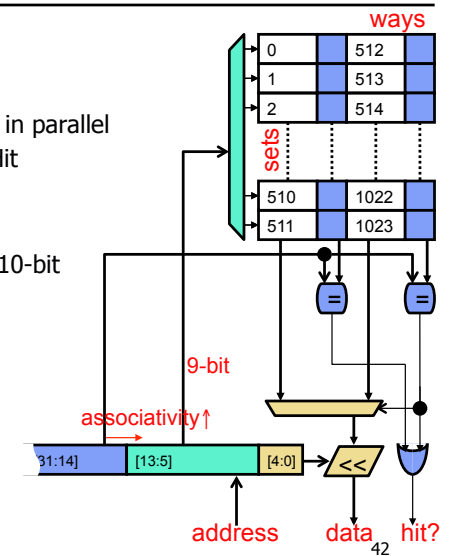 ways
0 512
1 513
2 514
in parallel
dit
sets
510 1022
511 1023
10-bit
= =
9-bit
associativity↑
31:14] [13:5] [4:0] <<
address data hit?
42